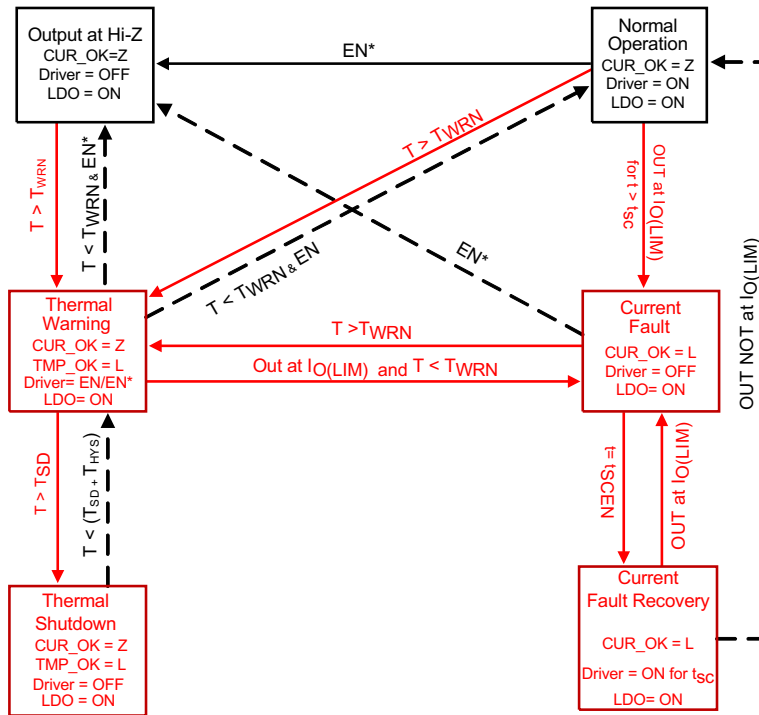 Output at Hi-Z
CUR_OK=Z
Driver = OFF
LDO = ON
EN*
Normal
Operation
CUR_OK = Z
Driver = ON
LDO = ON
T > TWRN
T < TWRN & EN*
T > TWRN
T < TWRN & EN
EN*
OUT at IO(LIM)
for t > tsc
OUT NOT at IO(LIM)
Thermal
Warning
CUR_OK = Z
TMP_OK = L
Driver= EN/EN*
LDO= ON
T >TWRN
Out at IO(LIM) and T < TWRN
Current
Fault
CUR_OK = L
Driver = OFF
LDO = ON
T > TSD
T < (TSD + THYS)
t= tSCEN
OUT at IO(LIM)
Thermal
Shutdown
CUR_OK = Z
TMP_OK = L
Driver = OFF
LDO = ON
Current
Fault Recovery
CUR_OK = L
Driver = ON for tsc
LDO= ON